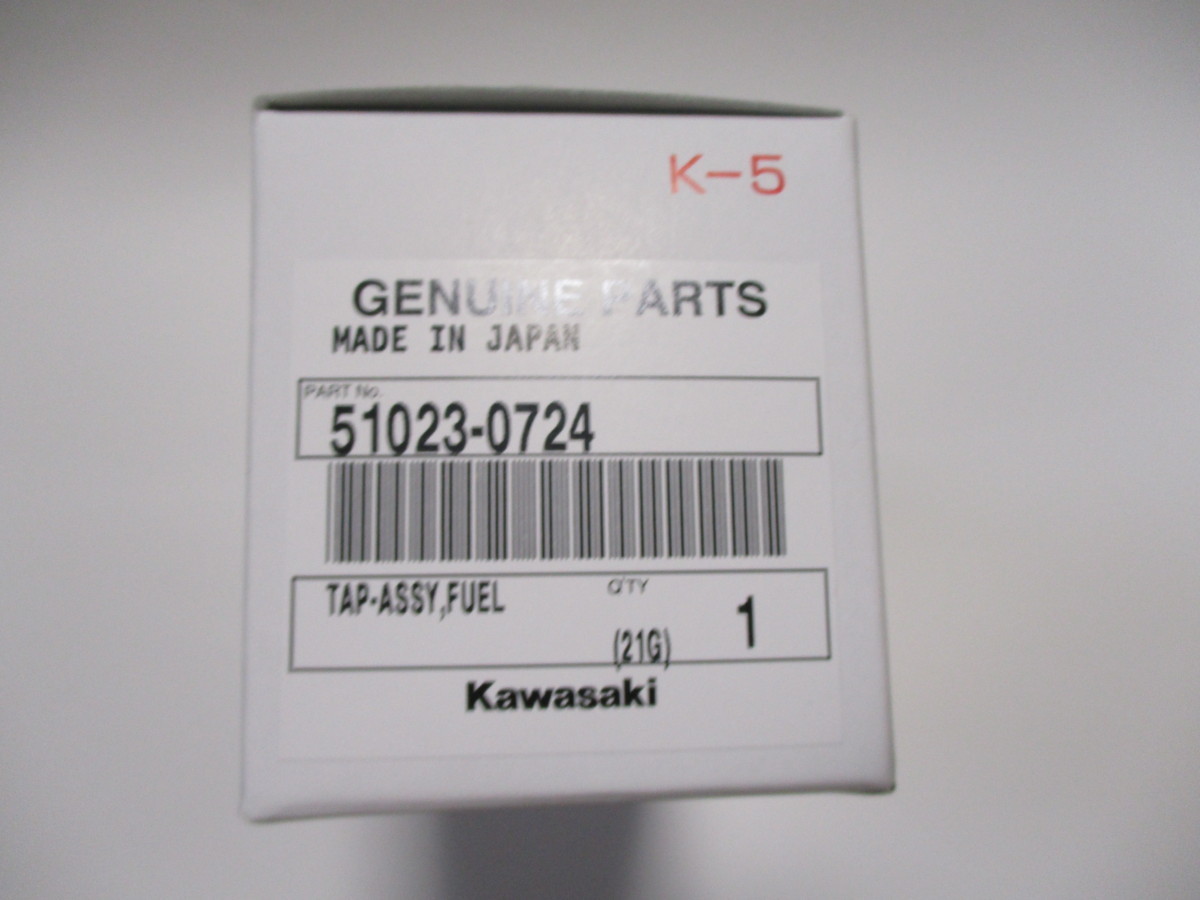 K-5
GENUINE PARTS
MADE IN JAPAN
PART No.
51023-0724
TAP-ASSY,FUEL
Q'TY
(21G)
1
Kawasaki